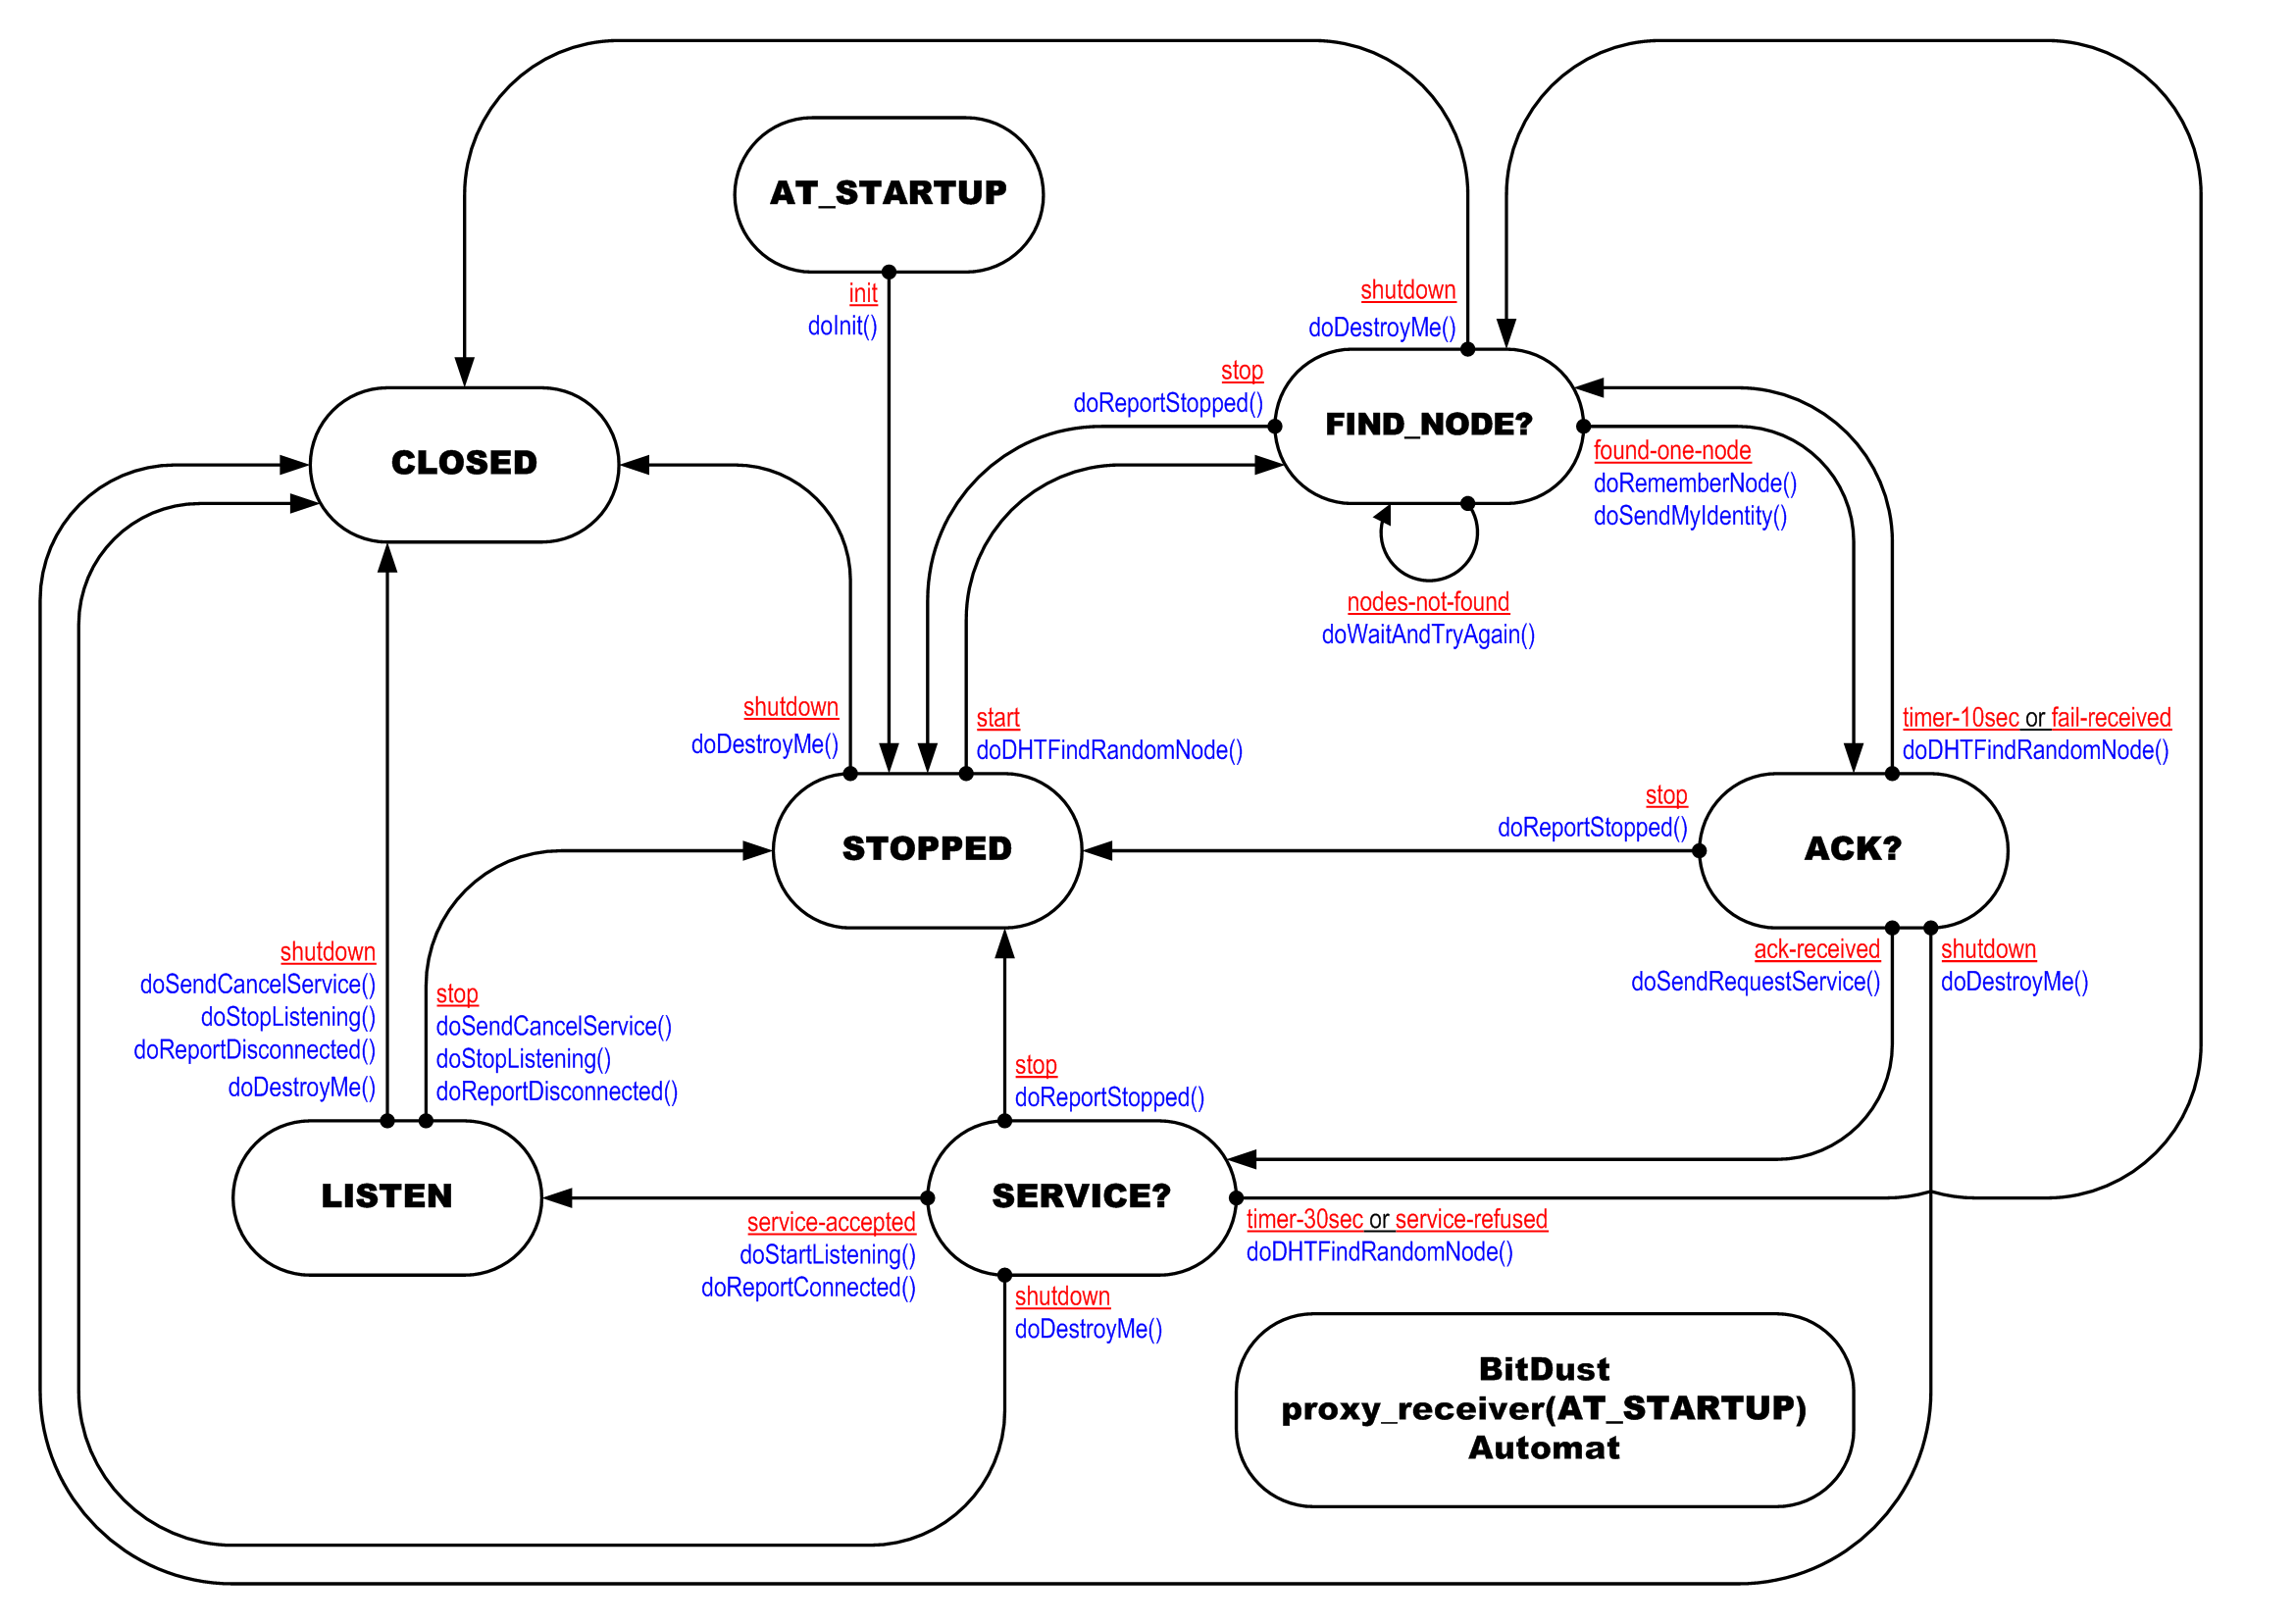 AT_STARTUP
init
doInit()
shutdown
doDestroyMe()
stop
doReportStopped()
FIND_NODE?
found-one-node
doRememberNode()
doSendMyIdentity()
CLOSED
nodes-not-found
doWaitAndTryAgain()
shutdown
doDestroyMe()
start
doDHTFindRandomNode()
timer-10sec or fail-received
doDHTFindRandomNode()
stop
doReportStopped()
STOPPED
ACK?
shutdown
doSendCancelService()
doStopListening()
doReportDisconnected()
doDestroyMe()
stop
doSendCancelService()
doStopListening()
doReportDisconnected()
ack-received
doSendRequestService()
shutdown
doDestroyMe()
stop
doReportStopped()
LISTEN
SERVICE?
service-accepted
doStartListening()
doReportConnected()
timer-30sec or service-refused
doDHTFindRandomNode()
shutdown
doDestroyMe()
BitDust
proxy_receiver(AT_STARTUP)
Automat